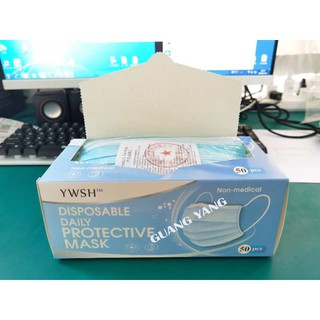 YWSH™
Non-medical
DISPOSABLE
DAILY
PROTECTIVE
MASK
GUANG YANG
50 pcs
50 pcs